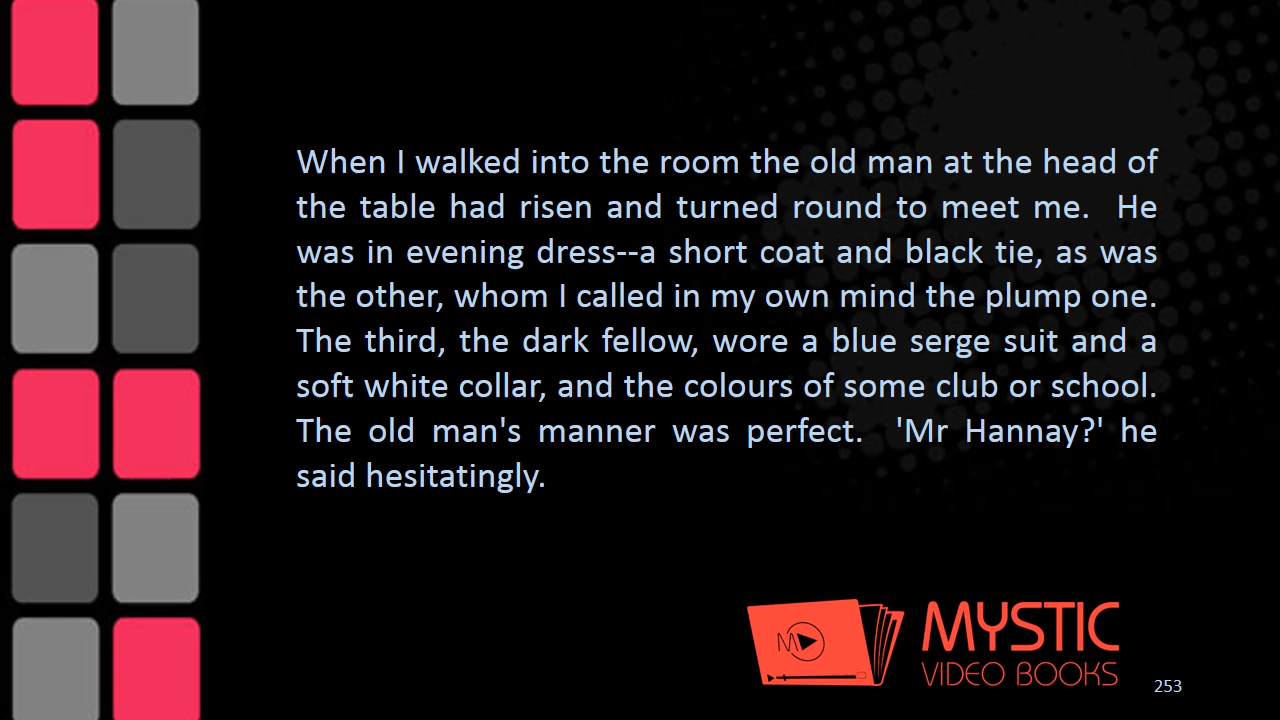 When I walked into the room the old man at the head of
the table had risen and turned round to meet me.  He
was in evening dress--a short coat and black tie, as was
the other, whom I called in my own mind the plump one.
The third, the dark fellow, wore a blue serge suit and a
soft white collar, and the colours of some club or school.
The old man's manner was perfect.  'Mr Hannay?' he
said hesitatingly.
M
MYSTIC
VIDEO BOOKS
253